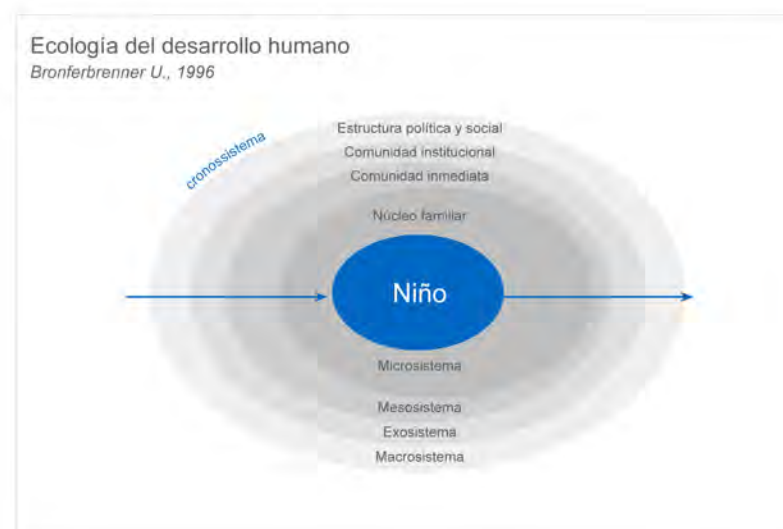 Ecología del desarrollo humano
Bronferbrenner U., 1996
cronossistema
Estructura política y social
Comunidad institucional
Comunidad inmediata
Núcleo familiar
Niño
Microsistema
Mesosistema
Exosistema
Macrosistema